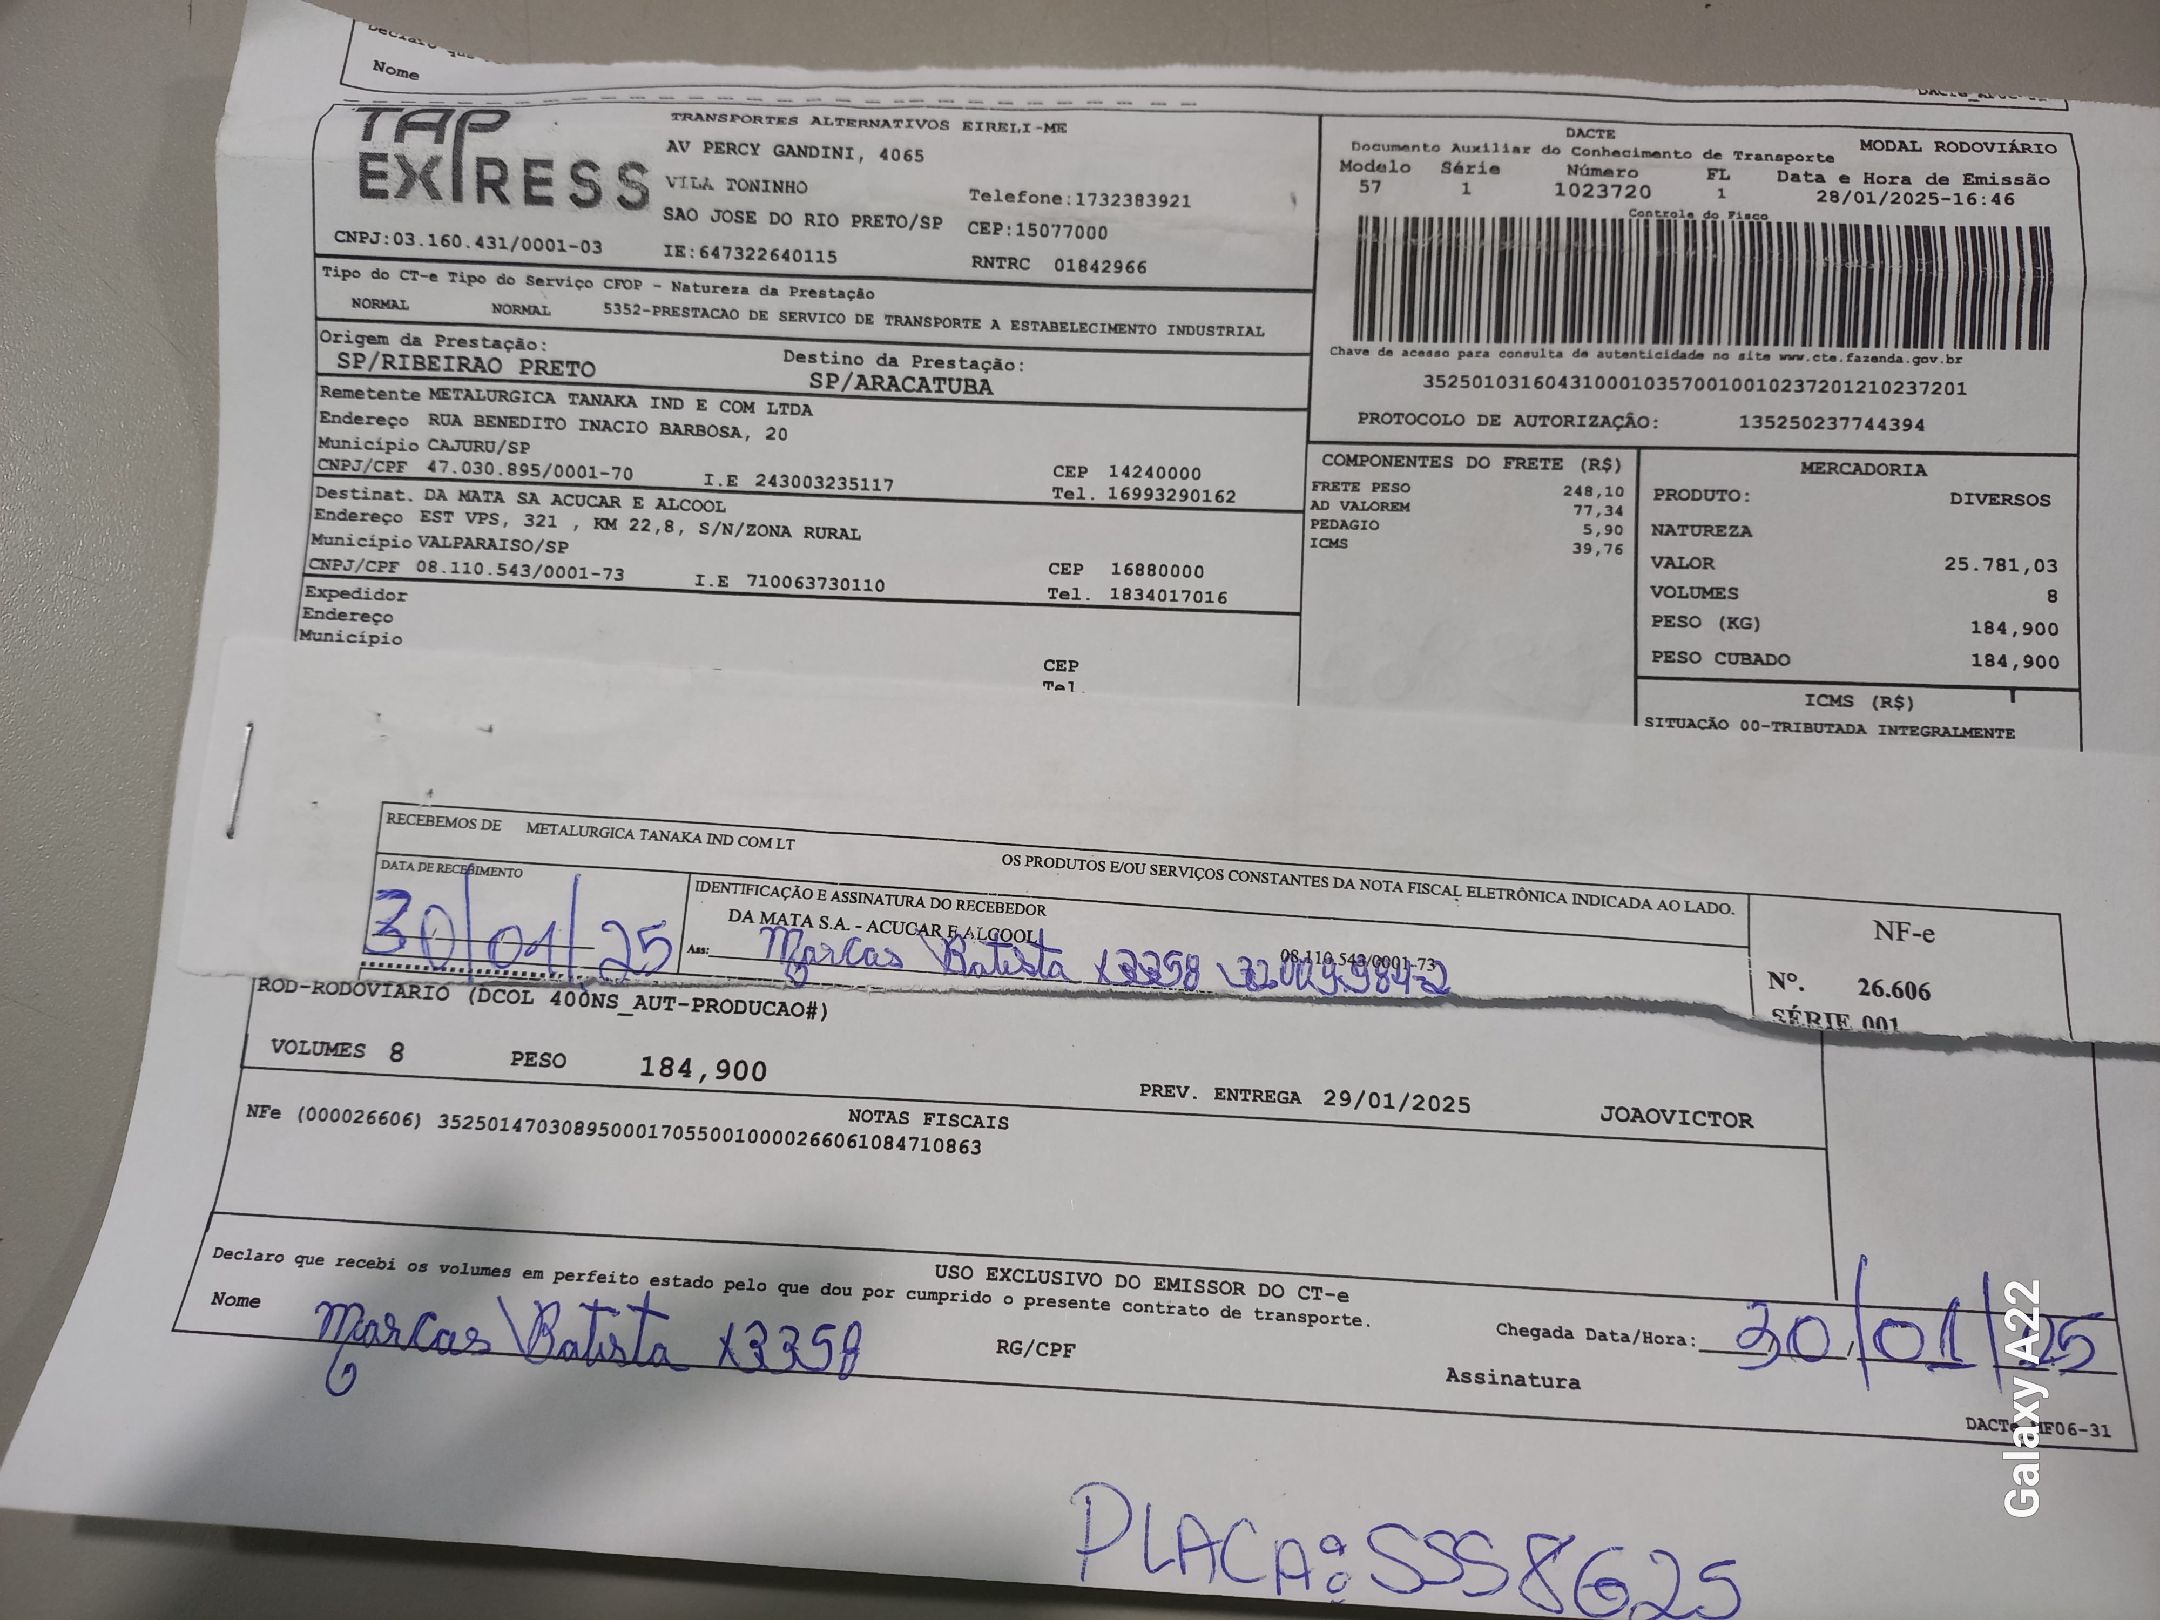 Nome
TAP EXPRESS
TRANSPORTES ALTERNATIVOS EIRELI-ME
AV PERCY GANDINI, 4065
VILA TONINHO
Telefone:1732383921
SAO JOSE DO RIO PRETO/SP CEP:15077000
CNPJ:03.160.431/0001-03 IE:647322640115 RNTRC 01842966
DACTE
Documento Auxiliar do Conhecimento de Transporte
MODAL RODOVIÁRIO
Modelo Série Número FL Data e Hora de Emissão
57 1 1023720 1 28/01/2025-16:46
Controle do Fisco
Chave de acesso para consulta de autenticidade no site www.cte.fazenda.gov.br
35250103160431000103570010010237201210237201
PROTOCOLO DE AUTORIZAÇÃO: 135250237744394
Tipo do CT-e Tipo do Serviço CFOP - Natureza da Prestação
NORMAL NORMAL 5352-PRESTACAO DE SERVICO DE TRANSPORTE A ESTABELECIMENTO INDUSTRIAL
Origem da Prestação: Destino da Prestação:
SP/RIBEIRAO PRETO SP/ARACATUBA
Remetente METALURGICA TANAKA IND E COM LTDA
Endereço RUA BENEDITO INACIO BARBOSA, 20
Município CAJURU/SP CEP 14240000
CNPJ/CPF 47.030.895/0001-70 I.E 243003235117 Tel. 16993290162
Destinat. DA MATA SA ACUCAR E ALCOOL
Endereço EST VPS, 321 , KM 22,8, S/N/ZONA RURAL
Município VALPARAISO/SP CEP 16880000
CNPJ/CPF 08.110.543/0001-73 I.E 710063730110 Tel. 1834017016
Expedidor
Endereço
Município CEP
Tel.
COMPONENTES DO FRETE (R$)
FRETE PESO 248,10
AD VALOREM 77,34
PEDAGIO 5,90
ICMS 39,76
MERCADORIA
PRODUTO: DIVERSOS
NATUREZA
VALOR 25.781,03
VOLUMES 8
PESO (KG) 184,900
PESO CUBADO 184,900
ICMS (R$)
SITUAÇÃO 00-TRIBUTADA INTEGRALMENTE
RECEBEMOS DE METALURGICA TANAKA IND COM LT OS PRODUTOS E/OU SERVIÇOS CONSTANTES DA NOTA FISCAL ELETRÔNICA INDICADA AO LADO.
DATA DE RECEBIMENTO
30/01/25
IDENTIFICAÇÃO E ASSINATURA DO RECEBEDOR
DA MATA S.A. - ACUCAR E ALCOOL 08.110.543/0001-73
Ass: Marcas Batista x3358
NF-e
Nº. 26.606
SÉRIE 001
ROD-RODOVIARIO (DCOL 400NS_AUT-PRODUCAO#)
VOLUMES 8 PESO 184,900 PREV. ENTREGA 29/01/2025 JOAOVICTOR
NOTAS FISCAIS
NFe (000026606) 35250147030895000170550010000266061084710863
USO EXCLUSIVO DO EMISSOR DO CT-e
Declaro que recebi os volumes em perfeito estado pelo que dou por cumprido o presente contrato de transporte.
Nome Marcas Batista x3358 RG/CPF
Chegada Data/Hora: 30/01/25
Assinatura
PLACA: SSS8G25
Galaxy A22